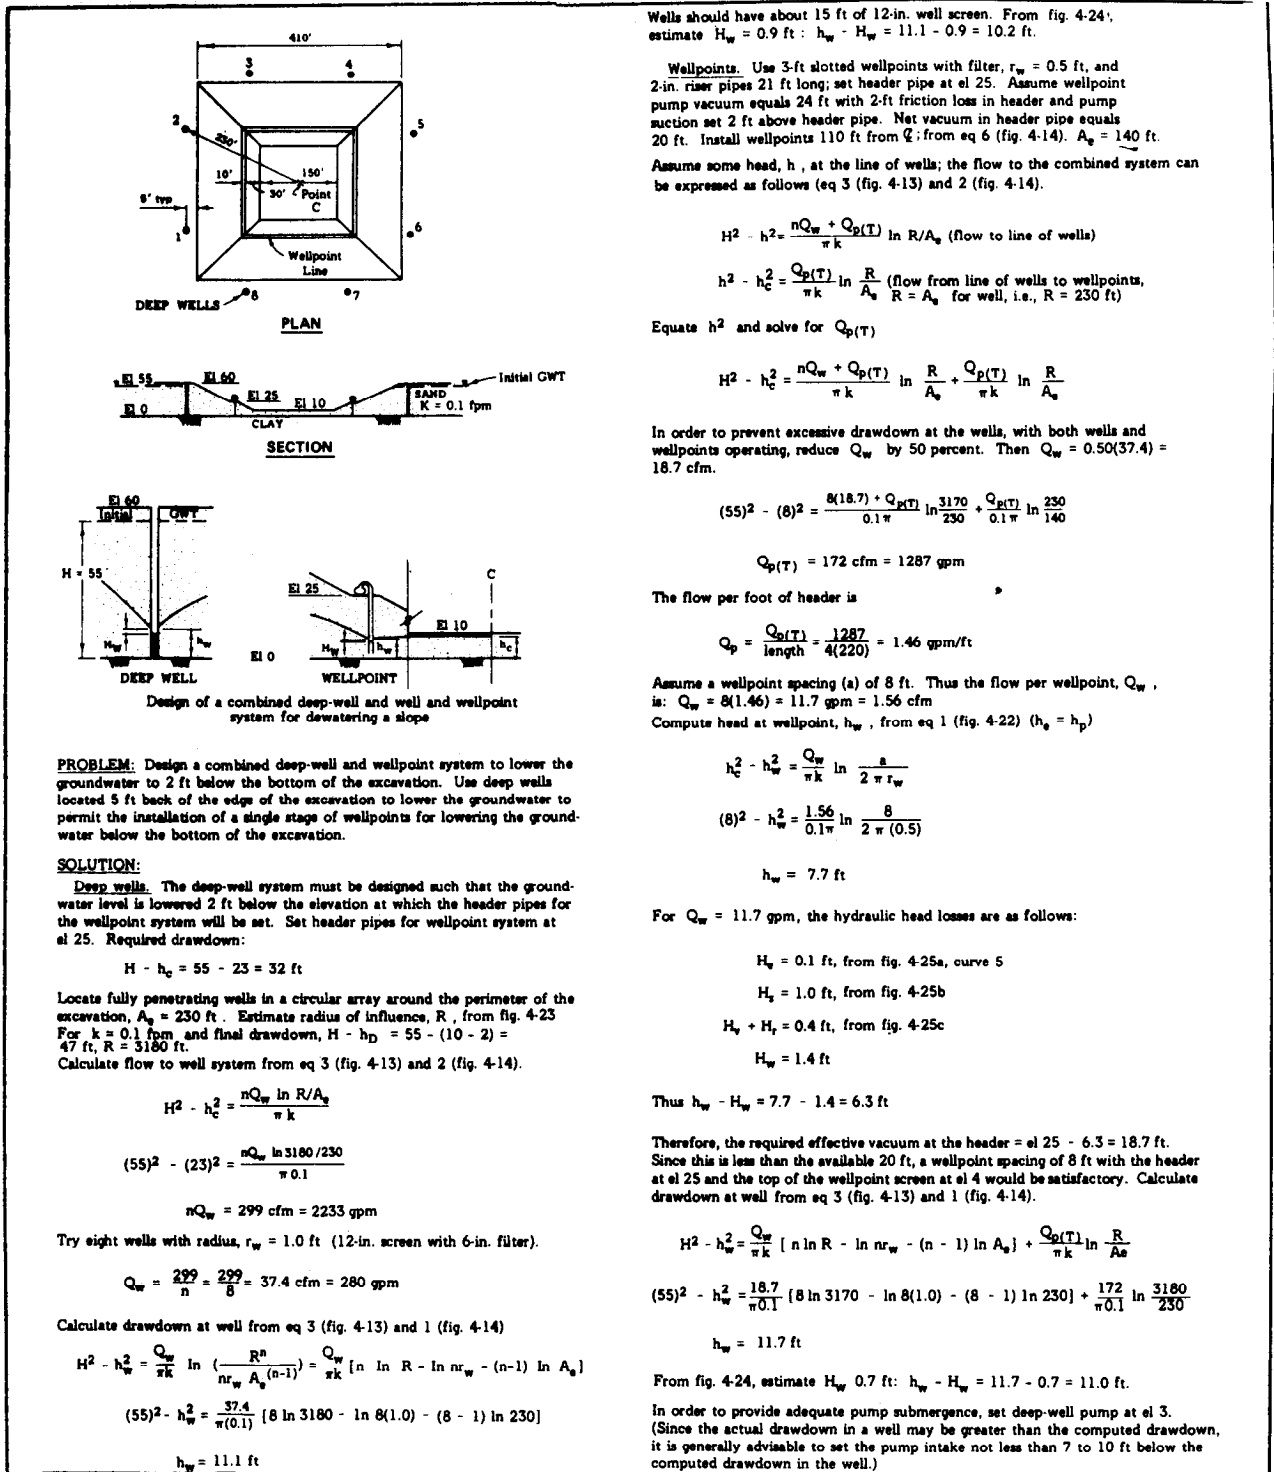 410'
3
4
2
5
230'
10'
150'
30'
Point
C
5' typ
1
6
Wellpoint
Line
DEEP WELLS
8
7
PLAN
El 55
El 60
Initial GWT
El 25
El 10
SAND
K = 0.1 fpm
El 0
CLAY
SECTION
El 60
Initial GWT
H = 55
C
El 25
El 10
H_w
h_w
El 0
H_w
h_w
h_c
DEEP WELL
WELLPOINT
Design of a combined deep-well and well and wellpoint
system for dewatering a slope
PROBLEM: Design a combined deep-well and wellpoint system to lower the
groundwater to 2 ft below the bottom of the excavation. Use deep wells
located 5 ft back of the edge of the excavation to lower the groundwater to
permit the installation of a single stage of wellpoints for lowering the ground-
water below the bottom of the excavation.
SOLUTION:
Deep wells. The deep-well system must be designed such that the ground-
water level is lowered 2 ft below the elevation at which the header pipes for
the wellpoint system will be set. Set header pipes for wellpoint system at
el 25. Required drawdown:
H - h_c = 55 - 23 = 32 ft
Locate fully penetrating wells in a circular array around the perimeter of the
excavation, A_e = 230 ft. Estimate radius of influence, R, from fig. 4-23
For k = 0.1 fpm and final drawdown, H - h_D = 55 - (10 - 2) =
47 ft, R = 3180 ft.
Calculate flow to well system from eq 3 (fig. 4-13) and 2 (fig. 4-14).
H² - h_c² = nQ_w ln R/A_e / π k
(55)² - (23)² = nQ_w ln 3180/230 / π 0.1
nQ_w = 299 cfm = 2233 gpm
Try eight wells with radius, r_w = 1.0 ft (12-in. screen with 6-in. filter).
Q_w = 299/n = 299/8 = 37.4 cfm = 280 gpm
Calculate drawdown at well from eq 3 (fig. 4-13) and 1 (fig. 4-14)
H² - h_w² = Q_w/πk ln (Rⁿ / nr_w A_e^(n-1)) = Q_w/πk [n ln R - ln nr_w - (n-1) ln A_e]
(55)² - h_w² = 37.4/π(0.1) [8 ln 3180 - ln 8(1.0) - (8 - 1) ln 230]
h_w = 11.1 ft
Wells should have about 15 ft of 12-in. well screen. From fig. 4-24,
estimate H_w = 0.9 ft : h_w - H_w = 11.1 - 0.9 = 10.2 ft.
Wellpoints. Use 3-ft slotted wellpoints with filter, r_w = 0.5 ft, and
2-in. riser pipes 21 ft long; set header pipe at el 25. Assume wellpoint
pump vacuum equals 24 ft with 2-ft friction loss in header and pump
suction set 2 ft above header pipe. Net vacuum in header pipe equals
20 ft. Install wellpoints 110 ft from ℄; from eq 6 (fig. 4-14). A_e = 140 ft.
Assume some head, h, at the line of wells; the flow to the combined system can
be expressed as follows (eq 3 (fig. 4-13) and 2 (fig. 4-14).
H² - h² = nQ_w + Q_p(T) / π k ln R/A_e (flow to line of wells)
h² - h_c² = Q_p(T)/πk ln R/A_e (flow from line of wells to wellpoints,
R = A_e for well, i.e., R = 230 ft)
Equate h² and solve for Q_p(T)
H² - h_c² = nQ_w + Q_p(T) / π k ln R/A_e + Q_p(T)/π k ln R/A_e
In order to prevent excessive drawdown at the wells, with both wells and
wellpoints operating, reduce Q_w by 50 percent. Then Q_w = 0.50(37.4) =
18.7 cfm.
(55)² - (8)² = 8(18.7) + Q_p(T) / 0.1 π ln 3170/230 + Q_p(T)/0.1 π ln 230/140
Q_p(T) = 172 cfm = 1287 gpm
The flow per foot of header is
Q_p = Q_p(T)/length = 1287/4(220) = 1.46 gpm/ft
Assume a wellpoint spacing (a) of 8 ft. Thus the flow per wellpoint, Q_w ,
is: Q_w = 8(1.46) = 11.7 gpm = 1.56 cfm
Compute head at wellpoint, h_w , from eq 1 (fig. 4-22) (h_e = h_p)
h_c² - h_w² = Q_w/πk ln a / 2 π r_w
(8)² - h_w² = 1.56/0.1π ln 8 / 2 π (0.5)
h_w = 7.7 ft
For Q_w = 11.7 gpm, the hydraulic head losses are as follows:
H_e = 0.1 ft, from fig. 4-25a, curve 5
H_s = 1.0 ft, from fig. 4-25b
H_v + H_r = 0.4 ft, from fig. 4-25c
H_w = 1.4 ft
Thus h_w - H_w = 7.7 - 1.4 = 6.3 ft
Therefore, the required effective vacuum at the header = el 25 - 6.3 = 18.7 ft.
Since this is less than the available 20 ft, a wellpoint spacing of 8 ft with the header
at el 25 and the top of the wellpoint screen at el 4 would be satisfactory. Calculate
drawdown at well from eq 3 (fig. 4-13) and 1 (fig. 4-14).
H² - h_w² = Q_w/πk [ n ln R - ln nr_w - (n - 1) ln A_e] + Q_p(T)/πk ln R/Ae
(55)² - h_w² = 18.7/π0.1 [8 ln 3170 - ln 8(1.0) - (8 - 1) ln 230] + 172/π0.1 ln 3180/230
h_w = 11.7 ft
From fig. 4-24, estimate H_w 0.7 ft: h_w - H_w = 11.7 - 0.7 = 11.0 ft.
In order to provide adequate pump submergence, set deep-well pump at el 3.
(Since the actual drawdown in a well may be greater than the computed drawdown,
it is generally advisable to set the pump intake not less than 7 to 10 ft below the
computed drawdown in the well.)